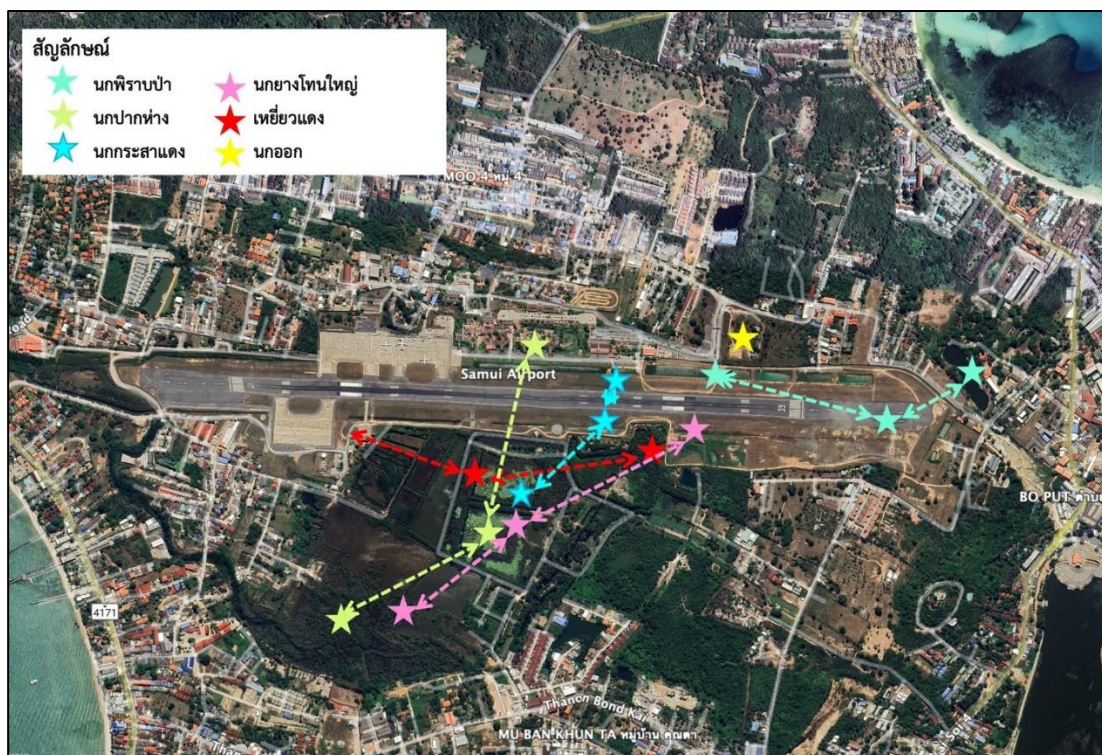 สัญลักษณ์
นกพิราบป่า
นกยางโทนใหญ่
นกปากห่าง
เหยี่ยวแดง
นกกระสาแดง
นกออก
MOO 4 หมู่ 4
Road
Samui Airport
33
BO PUT
4171
Thanon Bond Kai
MU BAN KHUN TA หมู่บ้าน คุณตา